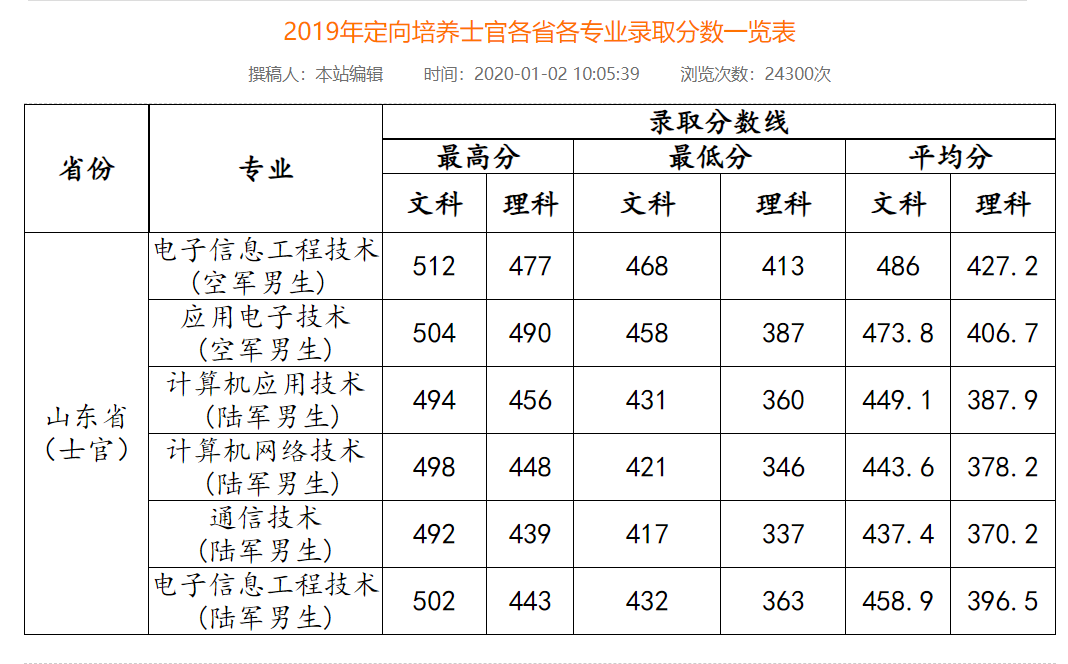 2019年定向培养士官各省各专业录取分数一览表
撰稿人：本站编辑 时间：2020-01-02 10:05:39 浏览次数：24300次
省份 专业 录取分数线
最高分 最低分 平均分
文科 理科 文科 理科 文科 理科
山东省
（士官）
电子信息工程技术
(空军男生) 512 477 468 413 486 427.2
应用电子技术
(空军男生) 504 490 458 387 473.8 406.7
计算机应用技术
(陆军男生) 494 456 431 360 449.1 387.9
计算机网络技术
(陆军男生) 498 448 421 346 443.6 378.2
通信技术
(陆军男生) 492 439 417 337 437.4 370.2
电子信息工程技术
(陆军男生) 502 443 432 363 458.9 396.5